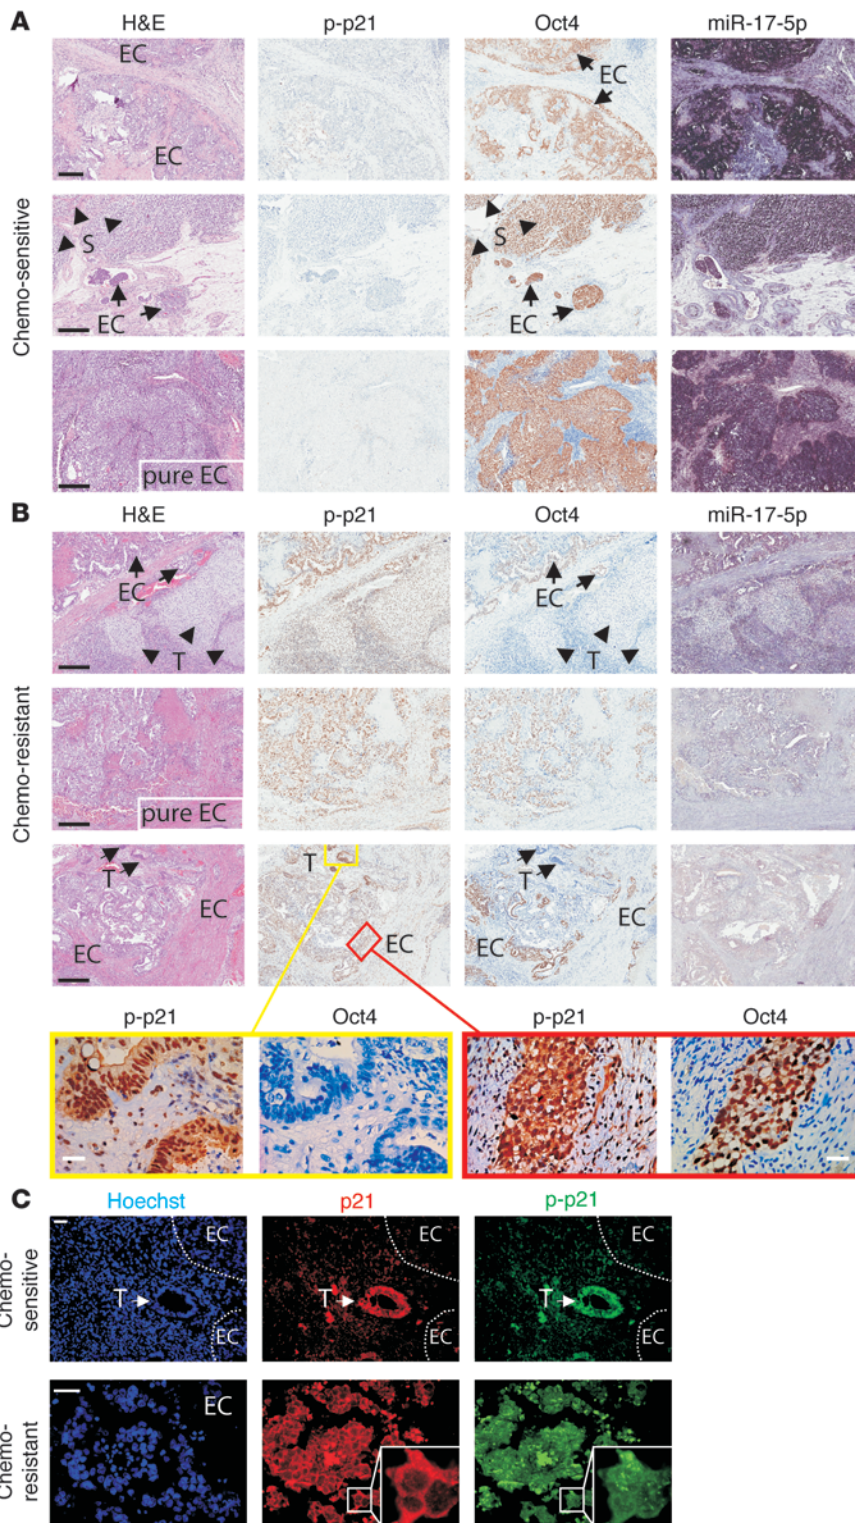 A
H&E p-p21 Oct4 miR-17-5p
Chemo-sensitive
EC
EC
EC
S
EC
S
EC
pure EC
B
H&E p-p21 Oct4 miR-17-5p
Chemo-resistant
EC
T
EC
T
pure EC
T
EC
EC
T
EC
T
EC
EC
p-p21 Oct4 p-p21 Oct4
C
Hoechst p21 p-p21
Chemo-
sensitive
EC
T
EC
EC
T
EC
EC
T
EC
Chemo-
resistant
EC